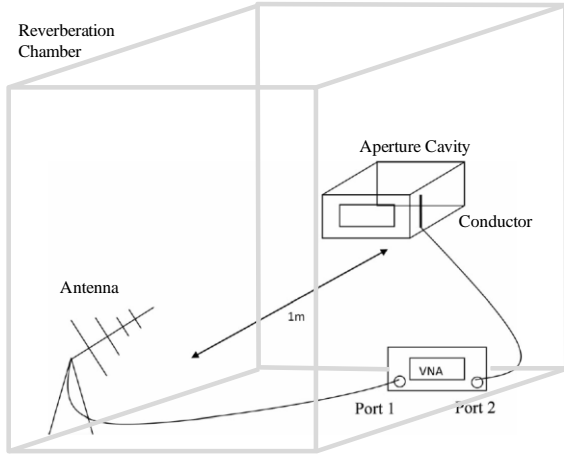 Reverberation
Chamber
Aperture Cavity
Conductor
Antenna
1m
VNA
Port 1
Port 2